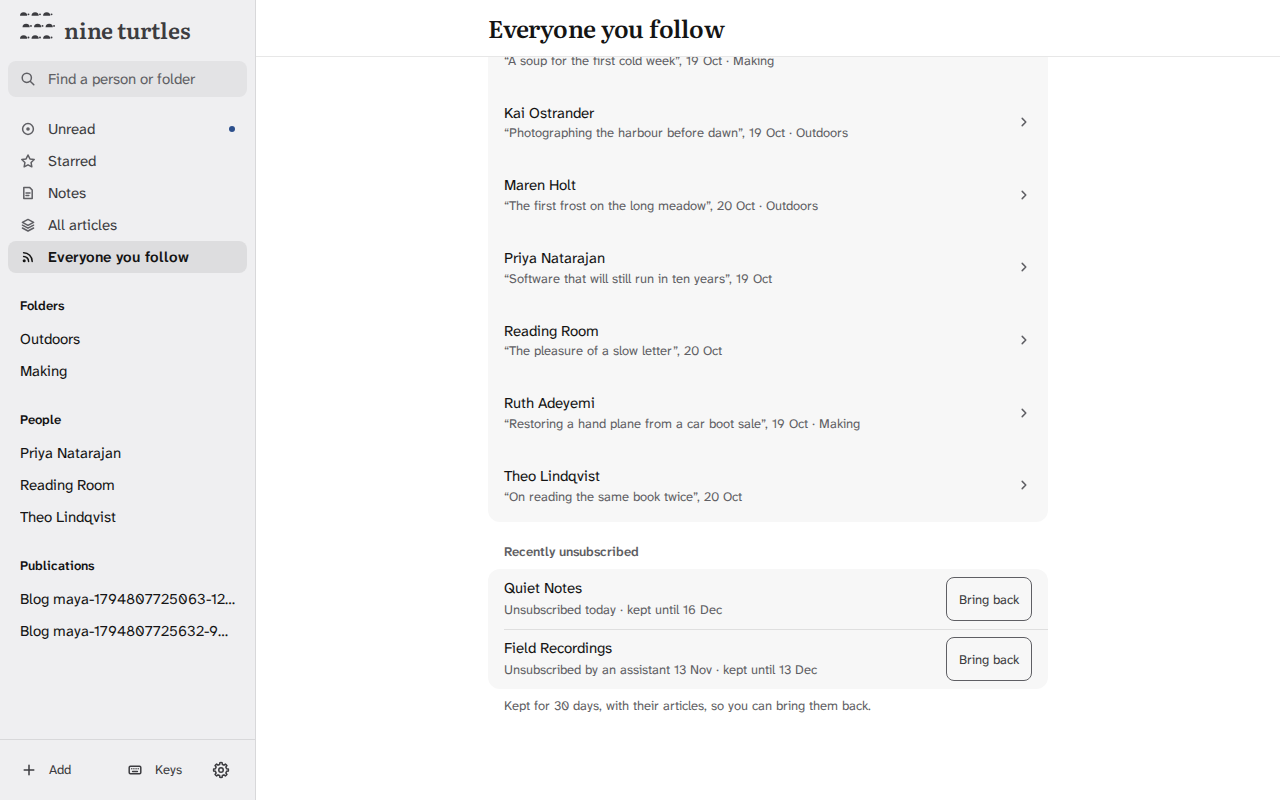 nine turtles
Find a person or folder
Unread
Starred
Notes
All articles
Everyone you follow
Folders
Outdoors
Making
People
Priya Natarajan
Reading Room
Theo Lindqvist
Publications
Blog maya-1794807725063-12...
Blog maya-1794807725632-9...
Add
Keys
Everyone you follow
“A soup for the first cold week”, 19 Oct · Making
Kai Ostrander
“Photographing the harbour before dawn”, 19 Oct · Outdoors
Maren Holt
“The first frost on the long meadow”, 20 Oct · Outdoors
Priya Natarajan
“Software that will still run in ten years”, 19 Oct
Reading Room
“The pleasure of a slow letter”, 20 Oct
Ruth Adeyemi
“Restoring a hand plane from a car boot sale”, 19 Oct · Making
Theo Lindqvist
“On reading the same book twice”, 20 Oct
Recently unsubscribed
Quiet Notes
Unsubscribed today · kept until 16 Dec
Bring back
Field Recordings
Unsubscribed by an assistant 13 Nov · kept until 13 Dec
Bring back
Kept for 30 days, with their articles, so you can bring them back.